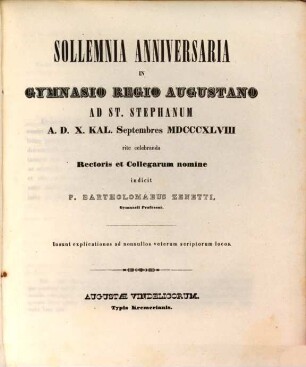 SOLLEMNIA ANNIVERSARIA
IN
GYMNASIO REGIO AUGUSTANO
AD ST. STEPHANUM
A. D. X. KAL. Septembres MDCCCXLVIII
rite celebranda
Rectoris et Collegarum nomine
indicit
P. BARTHOLOMAEUS ZENETTI,
Gymnasii Professor.
Insunt explicationes ad nonnullos veterum scriptorum locos.
AUGUSTÆ VINDELICORUM.
Typis Kremerianis.